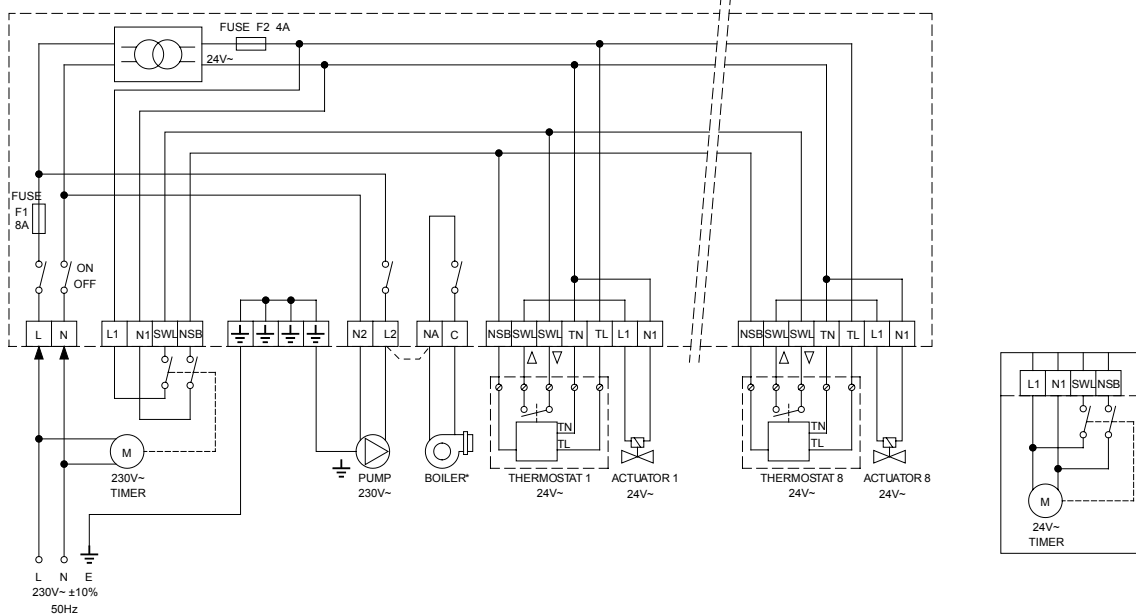 FUSE F2 4A
24V~
FUSE
F1
8A
ON
OFF
L N L1 N1 SWL NSB N2 L2 NA C NSB SWL SWL TN TL L1 N1 NSB SWL SWL TN TL L1 N1
TN
TL
TN
TL
M
230V~
TIMER
PUMP
230V~
BOILER*
THERMOSTAT 1
24V~
ACTUATOR 1
24V~
THERMOSTAT 8
24V~
ACTUATOR 8
24V~
L N E
230V~ ±10%
50Hz
L1 N1 SWL NSB
M
24V~
TIMER